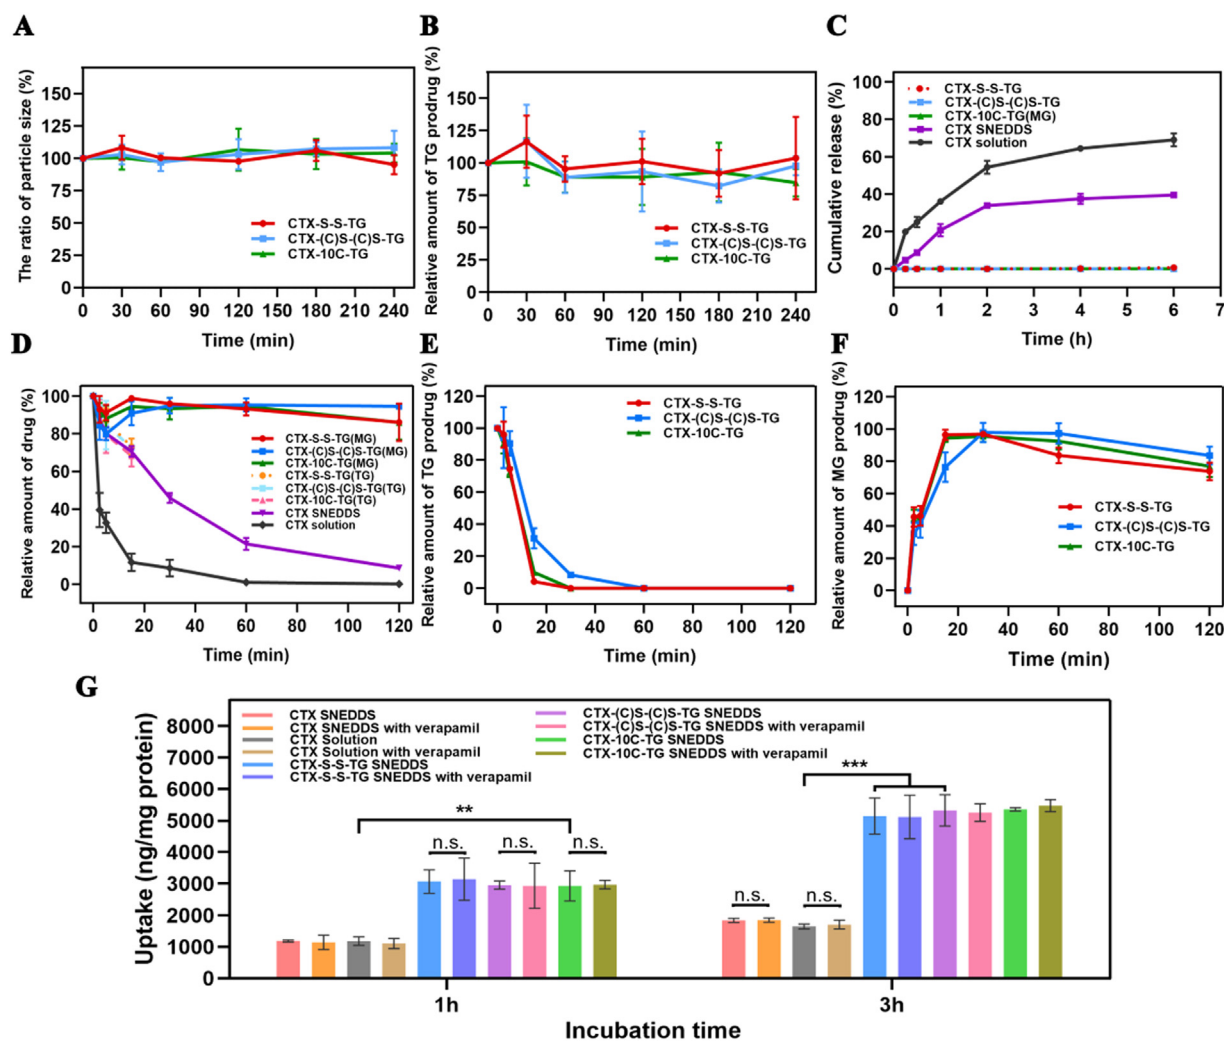 A
The ratio of particle size (%)
150
125
100
75
50
25
0
0 30 60 90 120 150 180 210 240
Time (min)
CTX-S-S-TG
CTX-(C)S-(C)S-TG
CTX-10C-TG
B
Relative amount of TG prodrug (%)
150
125
100
75
50
25
0
0 30 60 90 120 150 180 210 240
Time (min)
CTX-S-S-TG
CTX-(C)S-(C)S-TG
CTX-10C-TG
C
Cumulative release (%)
100
80
60
40
20
0
0 1 2 3 4 5 6 7
Time (h)
CTX-S-S-TG
CTX-(C)S-(C)S-TG
CTX-10C-TG(MG)
CTX SNEDDS
CTX solution
D
Relative amount of drug (%)
100
80
60
40
20
0
0 20 40 60 80 100 120
Time (min)
CTX-S-S-TG(MG)
CTX-(C)S-(C)S-TG(MG)
CTX-10C-TG(MG)
CTX-S-S-TG(TG)
CTX-(C)S-(C)S-TG(TG)
CTX-10C-TG(TG)
CTX SNEDDS
CTX solution
E
Relative amount of TG prodrug (%)
120
100
80
60
40
20
0
0 20 40 60 80 100 120
Time (min)
CTX-S-S-TG
CTX-(C)S-(C)S-TG
CTX-10C-TG
F
Relative amount of MG prodrug (%)
120
100
80
60
40
20
0
0 20 40 60 80 100 120
Time (min)
CTX-S-S-TG
CTX-(C)S-(C)S-TG
CTX-10C-TG
G
Uptake (ng/mg protein)
8000
7000
6000
5000
4000
3000
2000
1000
0
CTX SNEDDS
CTX SNEDDS with verapamil
CTX Solution
CTX Solution with verapamil
CTX-S-S-TG SNEDDS
CTX-S-S-TG SNEDDS with verapamil
CTX-(C)S-(C)S-TG SNEDDS
CTX-(C)S-(C)S-TG SNEDDS with verapamil
CTX-10C-TG SNEDDS
CTX-10C-TG SNEDDS with verapamil
**
n.s. n.s. n.s.
***
n.s. n.s.
1h 3h
Incubation time